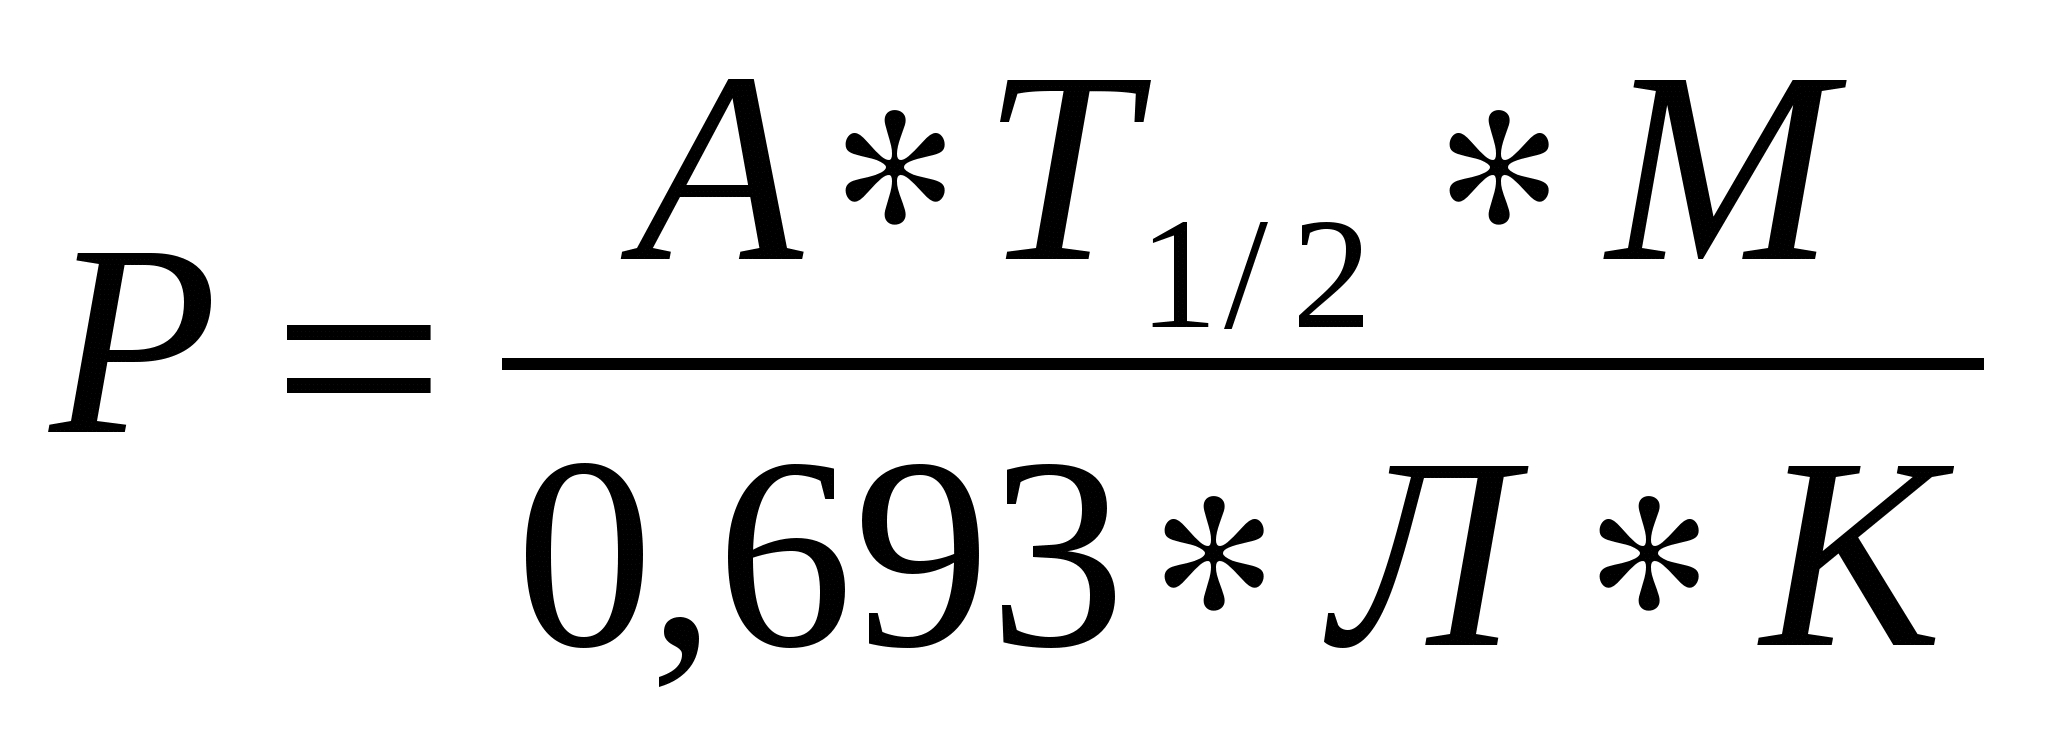 P = A * T1/2 * M
0,693 * Л * K